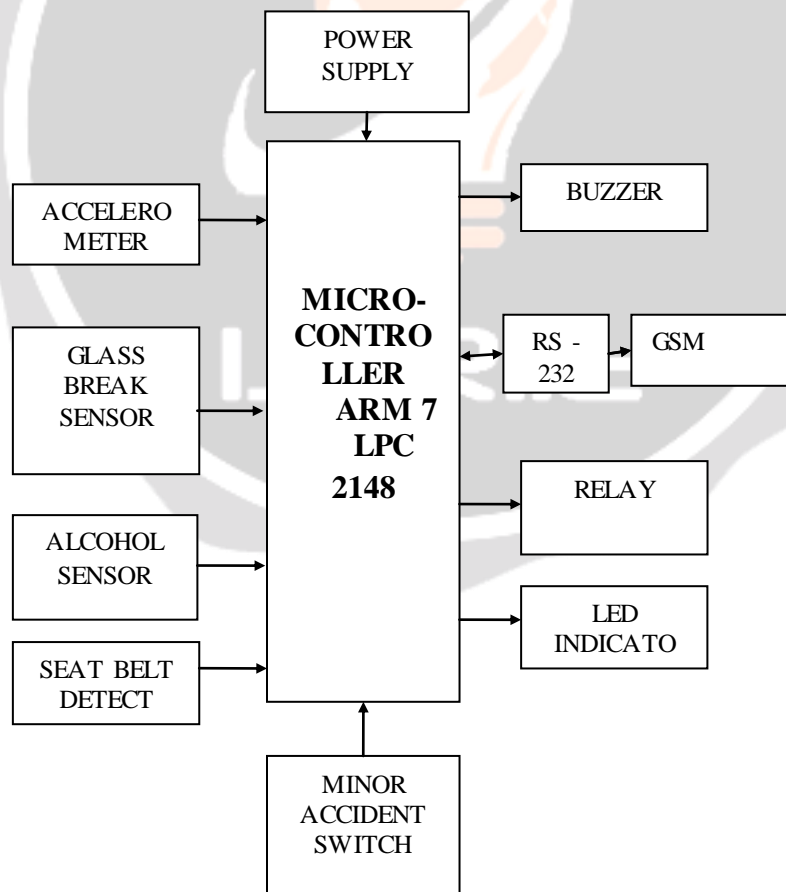 POWER
SUPPLY
ACCELERO
METER
GLASS
BREAK
SENSOR
ALCOHOL
SENSOR
SEAT BELT
DETECT
MICRO-
CONTRO
LLER
ARM 7
LPC
2148
BUZZER
RS -
232
GSM
RELAY
LED
INDICATO
MINOR
ACCIDENT
SWITCH